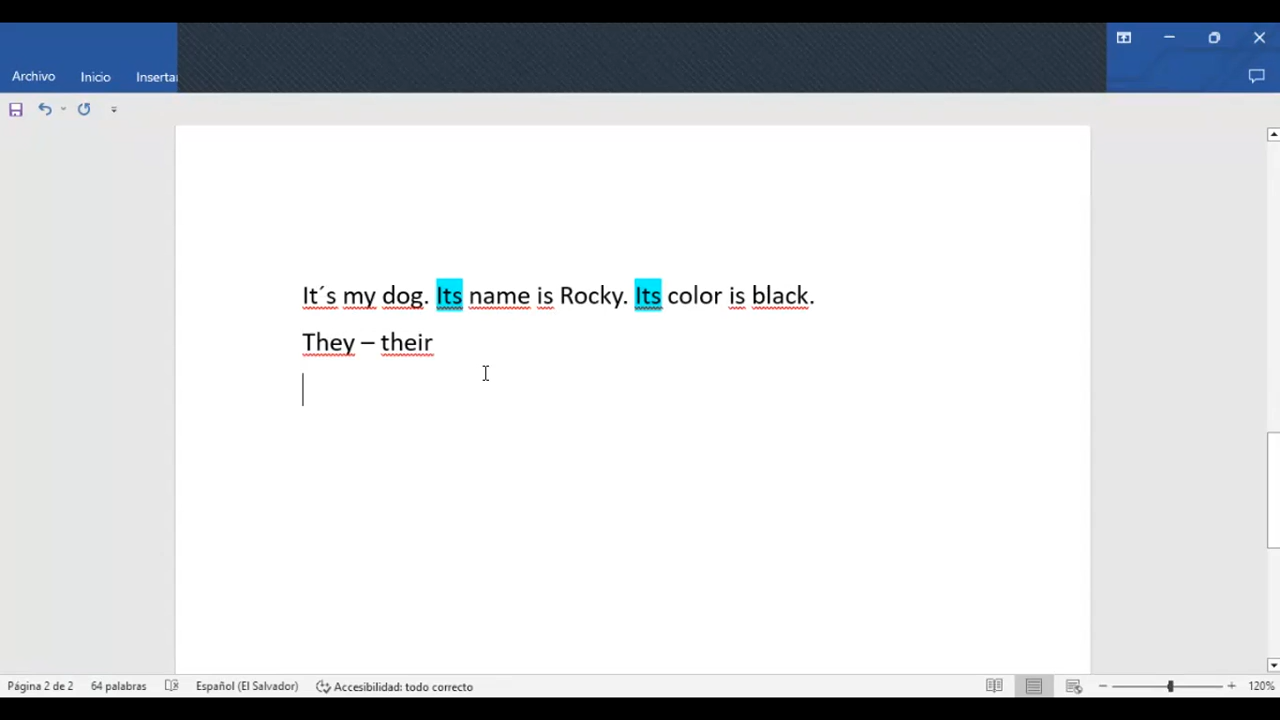 Archivo Inicio Inserta
It´s my dog. Its name is Rocky. Its color is black.
They – their
Página 2 de 2 64 palabras Español (El Salvador) Accesibilidad: todo correcto 120%